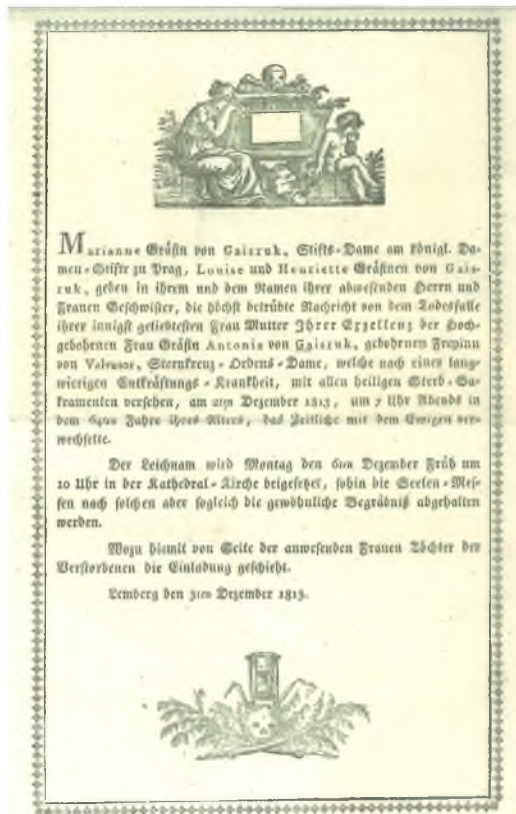 Marianne Gräfin von Gaisruk, Stifts-Dame am königl. Da-
men-Stifte zu Prag, Louise und Henriette Gräfinen von Gais-
ruk, geben in ihrem und dem Namen ihrer abwesenden Herrn und
Frauen Geschwister, die höchst betrübte Nachricht von dem Todesfalle
ihrer innigst geliebtesten Frau Mutter Ihrer Exzellenz der Hoch-
gebohrnen Frau Gräfin Antonia von Gaisruk, gebohrnen Freyinn
von Valvasor, Sternkreuz-Ordens-Dame, welche nach einer lang-
wierigen Entkräftungs-Krankheit, mit allen heiligen Sterb-Sa-
kramenten versehen, am 2ten Dezember 1813, um 7 Uhr Abends in
dem 64ten Jahre ihres Alters, das Zeitliche mit dem Ewigen ver-
wechselte.
Der Leichnam wird Montag den 6ten Dezember Früh um
10 Uhr in der Kathedral-Kirche beigesetzet, sohin die Seelen-Mes-
sen nach solchen aber sogleich die gewöhnliche Begräbniß abgehalten
werden.
Wozu hiemit von Seite der anwesenden Frauen Töchter der
Verstorbenen die Einladung geschieht.
Lemberg den 3ten Dezember 1813.